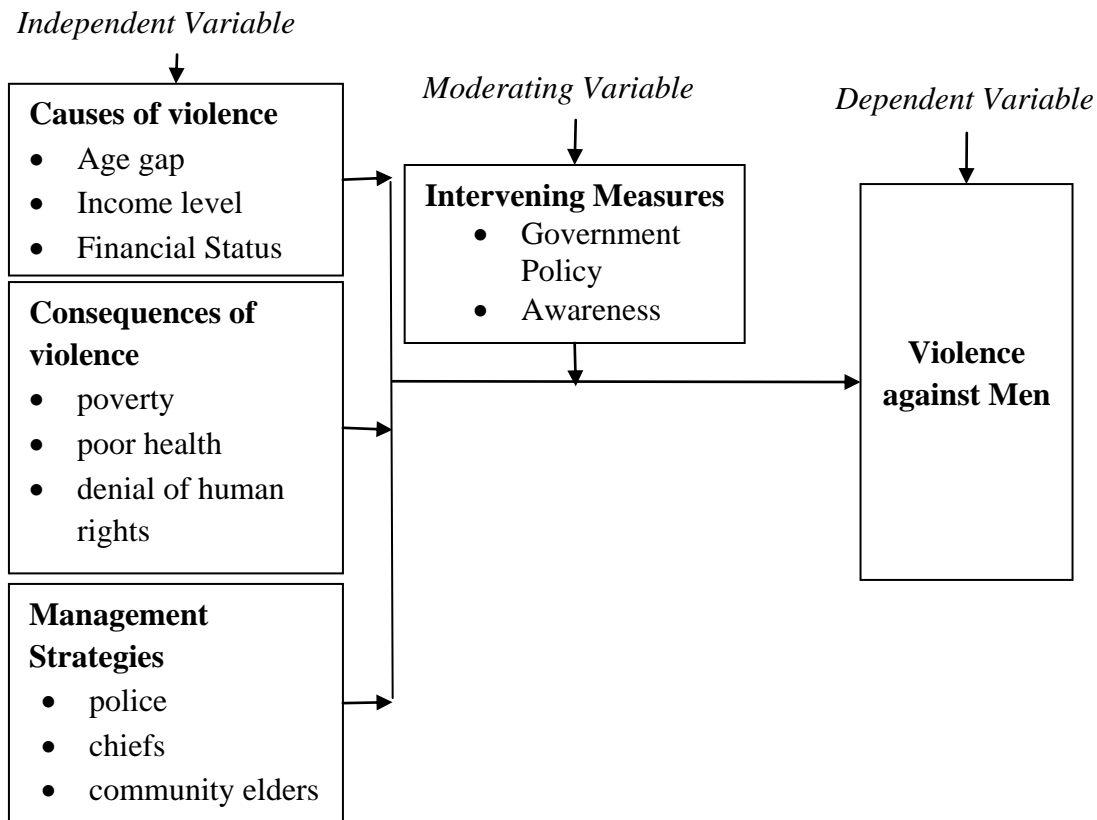 Independent Variable
Causes of violence
• Age gap
• Income level
• Financial Status
Consequences of
violence
• poverty
• poor health
• denial of human
rights
Management
Strategies
• police
• chiefs
• community elders
Moderating Variable
Intervening Measures
• Government
Policy
• Awareness
Dependent Variable
Violence
against Men